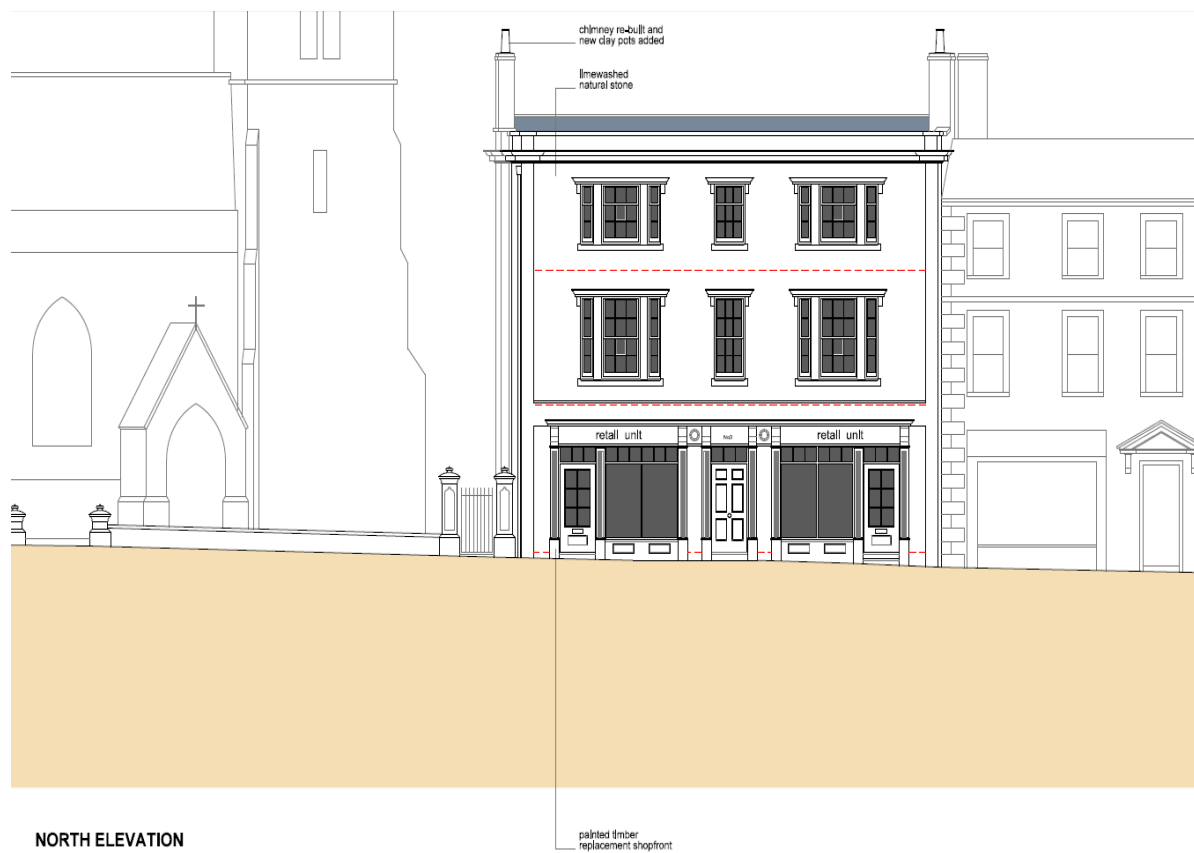 chimney re-built and
new clay pots added
limewashed
natural stone
retail unit
No3
retail unit
painted timber
replacement shopfront
NORTH ELEVATION